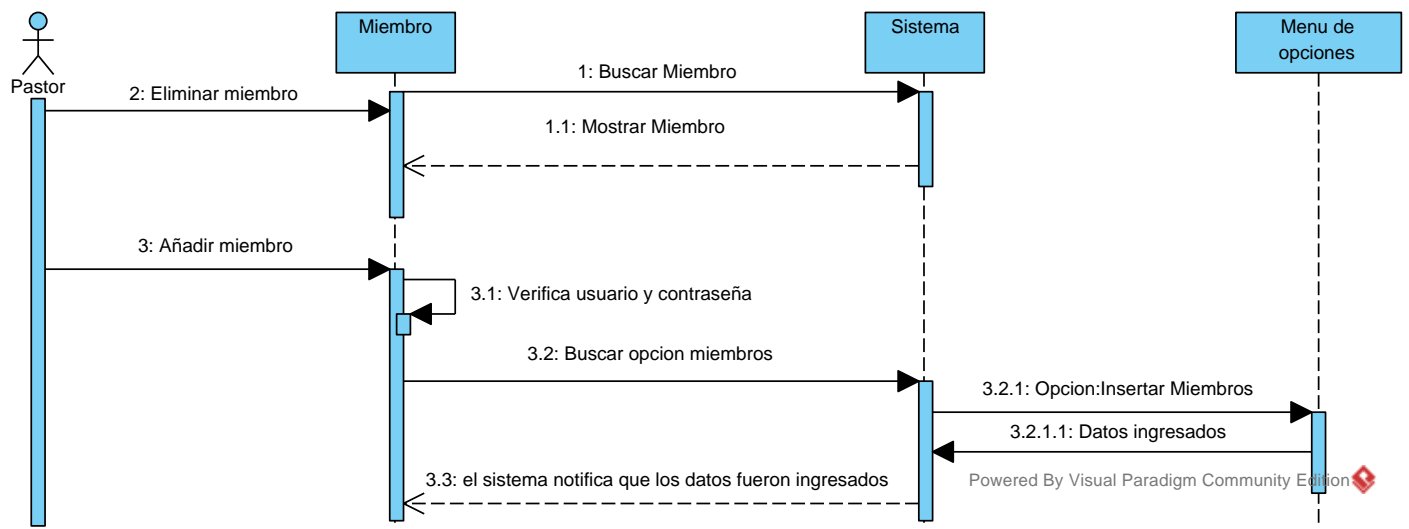 Miembro
Sistema
Menu de
opciones
Pastor
1: Buscar Miembro
2: Eliminar miembro
1.1: Mostrar Miembro
3: Añadir miembro
3.1: Verifica usuario y contraseña
3.2: Buscar opcion miembros
3.2.1: Opcion:Insertar Miembros
3.2.1.1: Datos ingresados
3.3: el sistema notifica que los datos fueron ingresados
Powered By Visual Paradigm Community Edition